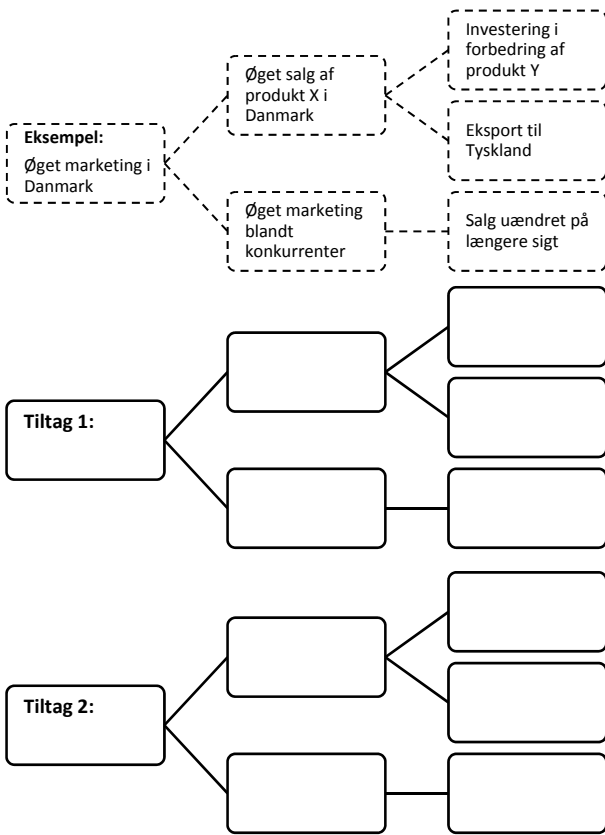 Eksempel:
Øget marketing i
Danmark
Øget salg af
produkt X i
Danmark
Investering i
forbedring af
produkt Y
Eksport til
Tyskland
Øget marketing
blandt
konkurrenter
Salg uændret på
længere sigt
Tiltag 1:
Tiltag 2: